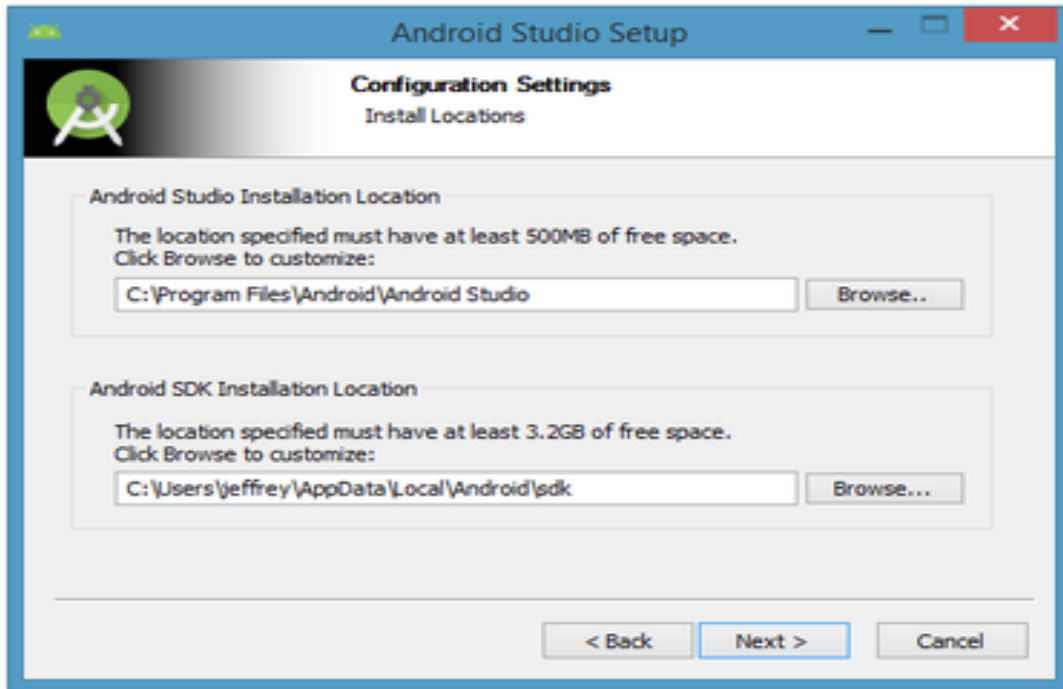 Android Studio Setup
Configuration Settings
Install Locations
Android Studio Installation Location
The location specified must have at least 500MB of free space.
Click Browse to customize:
C:\Program Files\Android\Android Studio
Browse..
Android SDK Installation Location
The location specified must have at least 3.2GB of free space.
Click Browse to customize:
C:\Users\jeffrey\AppData\Local\Android\sdk
Browse...
< Back
Next >
Cancel